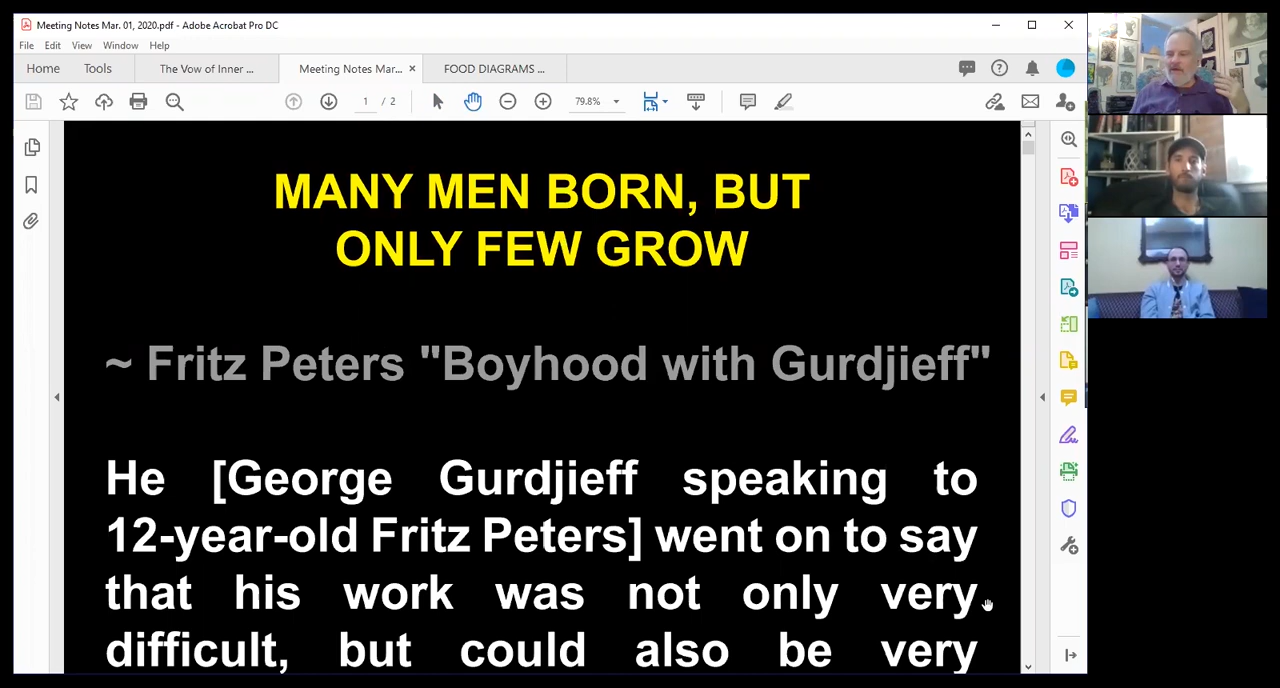 Meeting Notes Mar. 01, 2020.pdf - Adobe Acrobat Pro DC
File Edit View Window Help
Home Tools The Vow of Inner ... Meeting Notes Mar... × FOOD DIAGRAMS ...
1 / 2 79.8%
MANY MEN BORN, BUT
ONLY FEW GROW
~ Fritz Peters "Boyhood with Gurdjieff"
He [George Gurdjieff speaking to
12-year-old Fritz Peters] went on to say
that his work was not only very
difficult, but could also be very